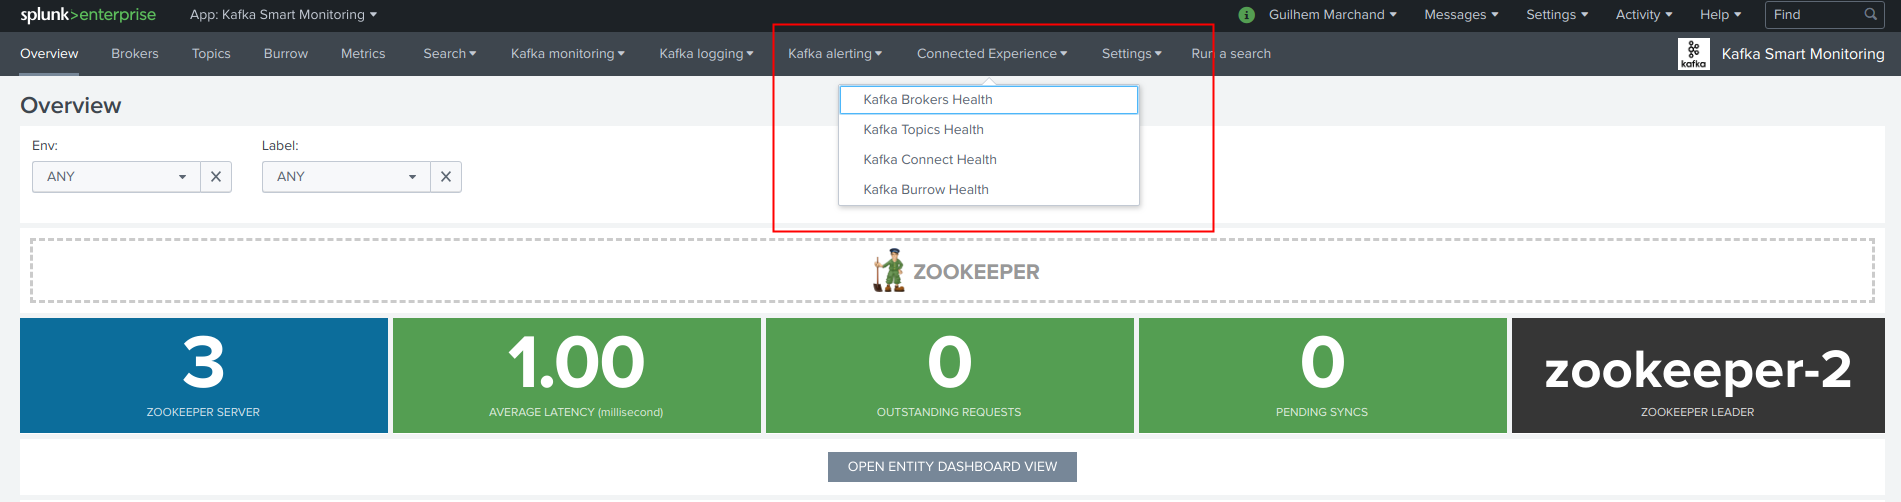 splunk>enterprise App: Kafka Smart Monitoring Guilhem Marchand Messages Settings Activity Help Find
Overview Brokers Topics Burrow Metrics Search Kafka monitoring Kafka logging Kafka alerting Connected Experience Settings Run a search kafka Kafka Smart Monitoring
Kafka Brokers Health
Kafka Topics Health
Kafka Connect Health
Kafka Burrow Health
Overview
Env: Label:
ANY ANY
ZOOKEEPER
3 1.00 0 0 zookeeper-2
ZOOKEEPER SERVER AVERAGE LATENCY (millisecond) OUTSTANDING REQUESTS PENDING SYNCS ZOOKEEPER LEADER
OPEN ENTITY DASHBOARD VIEW